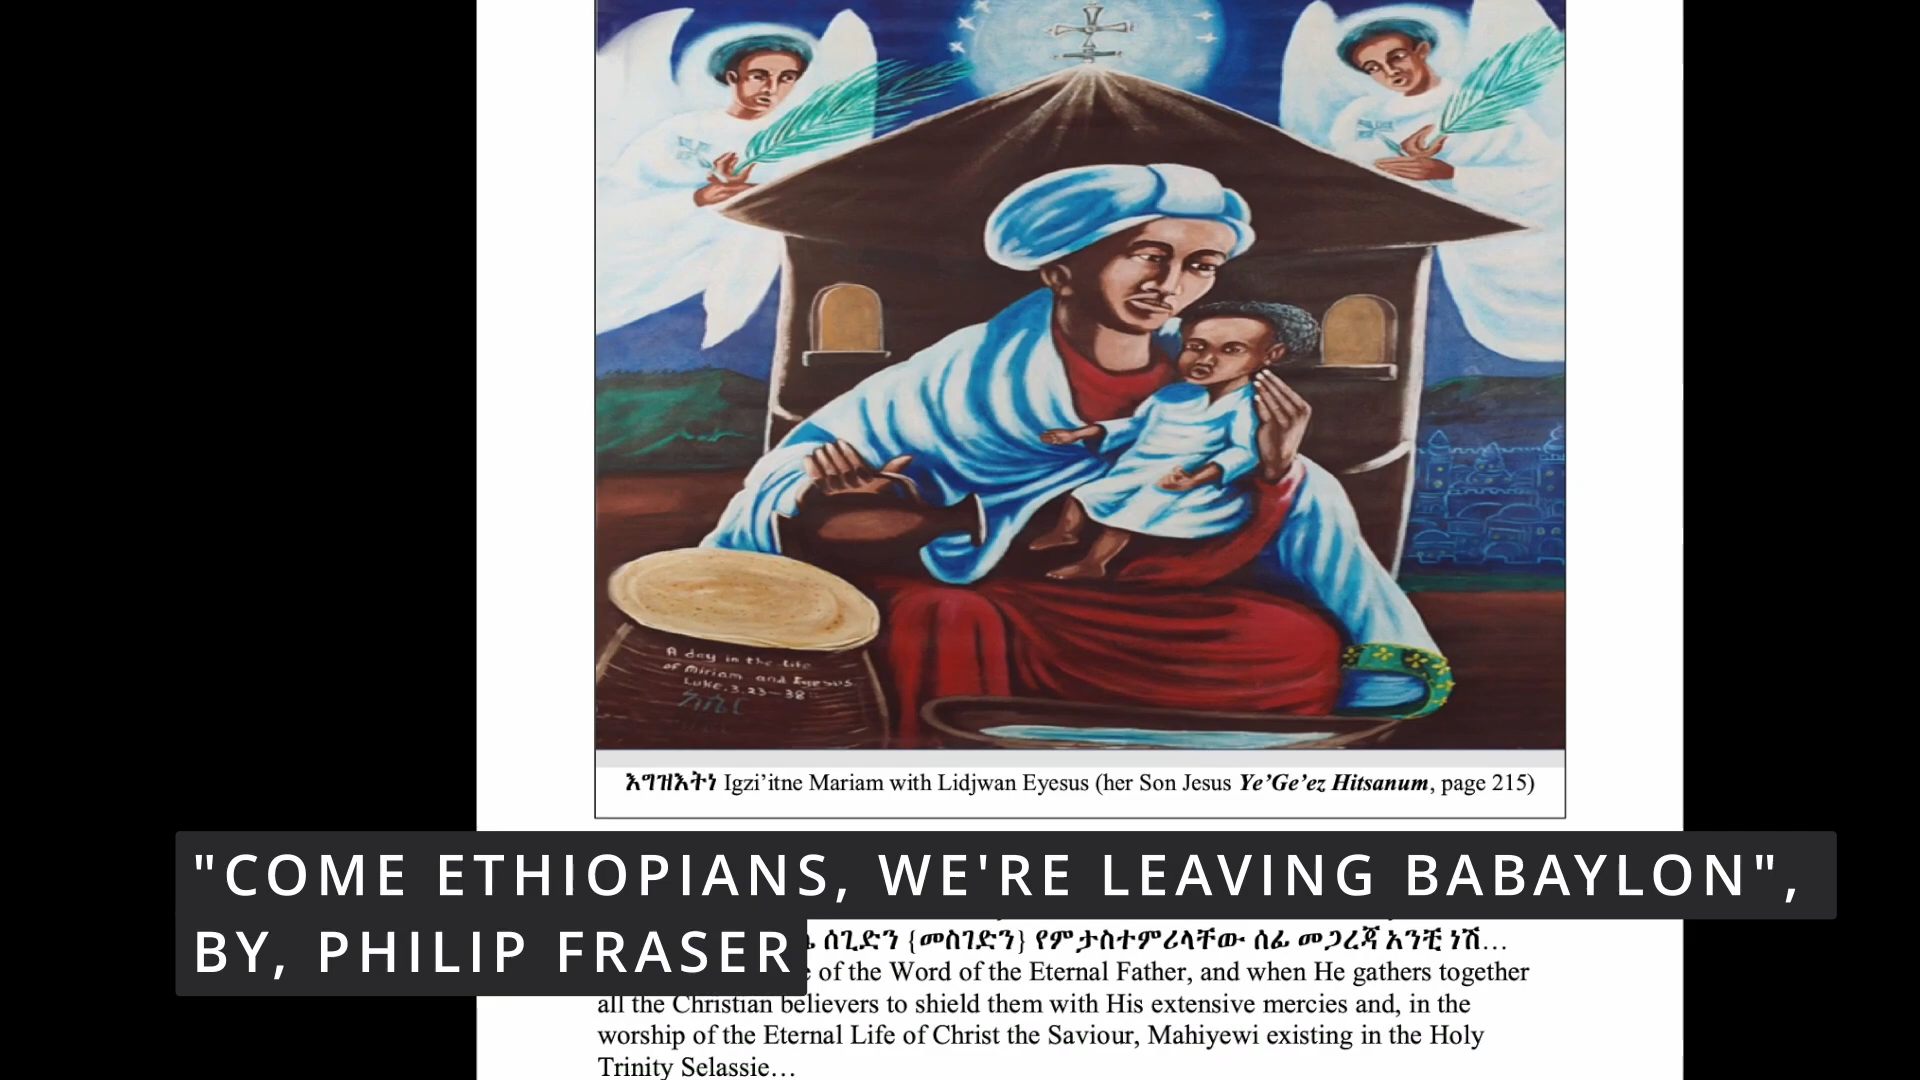 A day in the life
of Miriam and Eyesus
LUKE.3.23-38
እግዝእትነ Igzi’itne Mariam with Lidjwan Eyesus (her Son Jesus Ye’Ge’ez Hitsanum, page 215)
"COME ETHIOPIANS, WE'RE LEAVING BABAYLON",
BY, PHILIP FRASER
ሰጊድን {መስገድን} የምታስተምሪላቸው ሰፊ መጋረጃ አንቺ ነሽ…
of the Word of the Eternal Father, and when He gathers together
all the Christian believers to shield them with His extensive mercies and, in the
worship of the Eternal Life of Christ the Saviour, Mahiyewi existing in the Holy
Trinity Selassie…